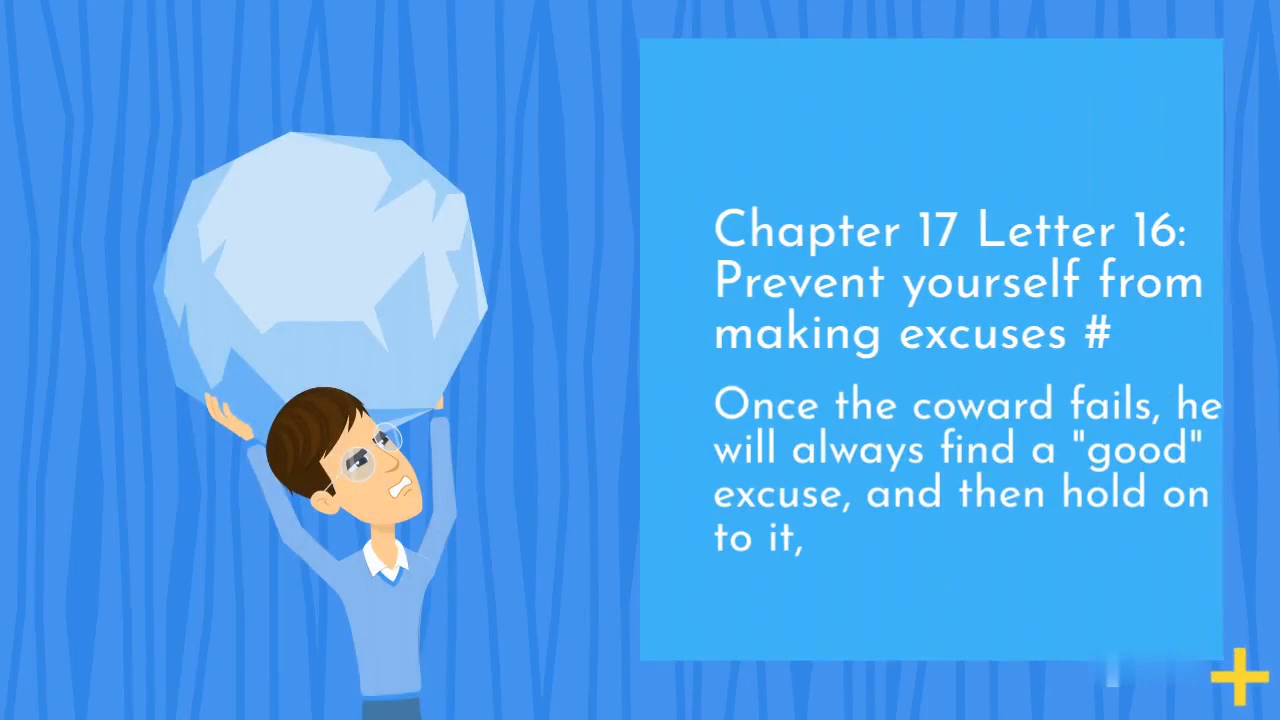 Chapter 17 Letter 16:
Prevent yourself from
making excuses #
Once the coward fails, he
will always find a "good"
excuse, and then hold on
to it,